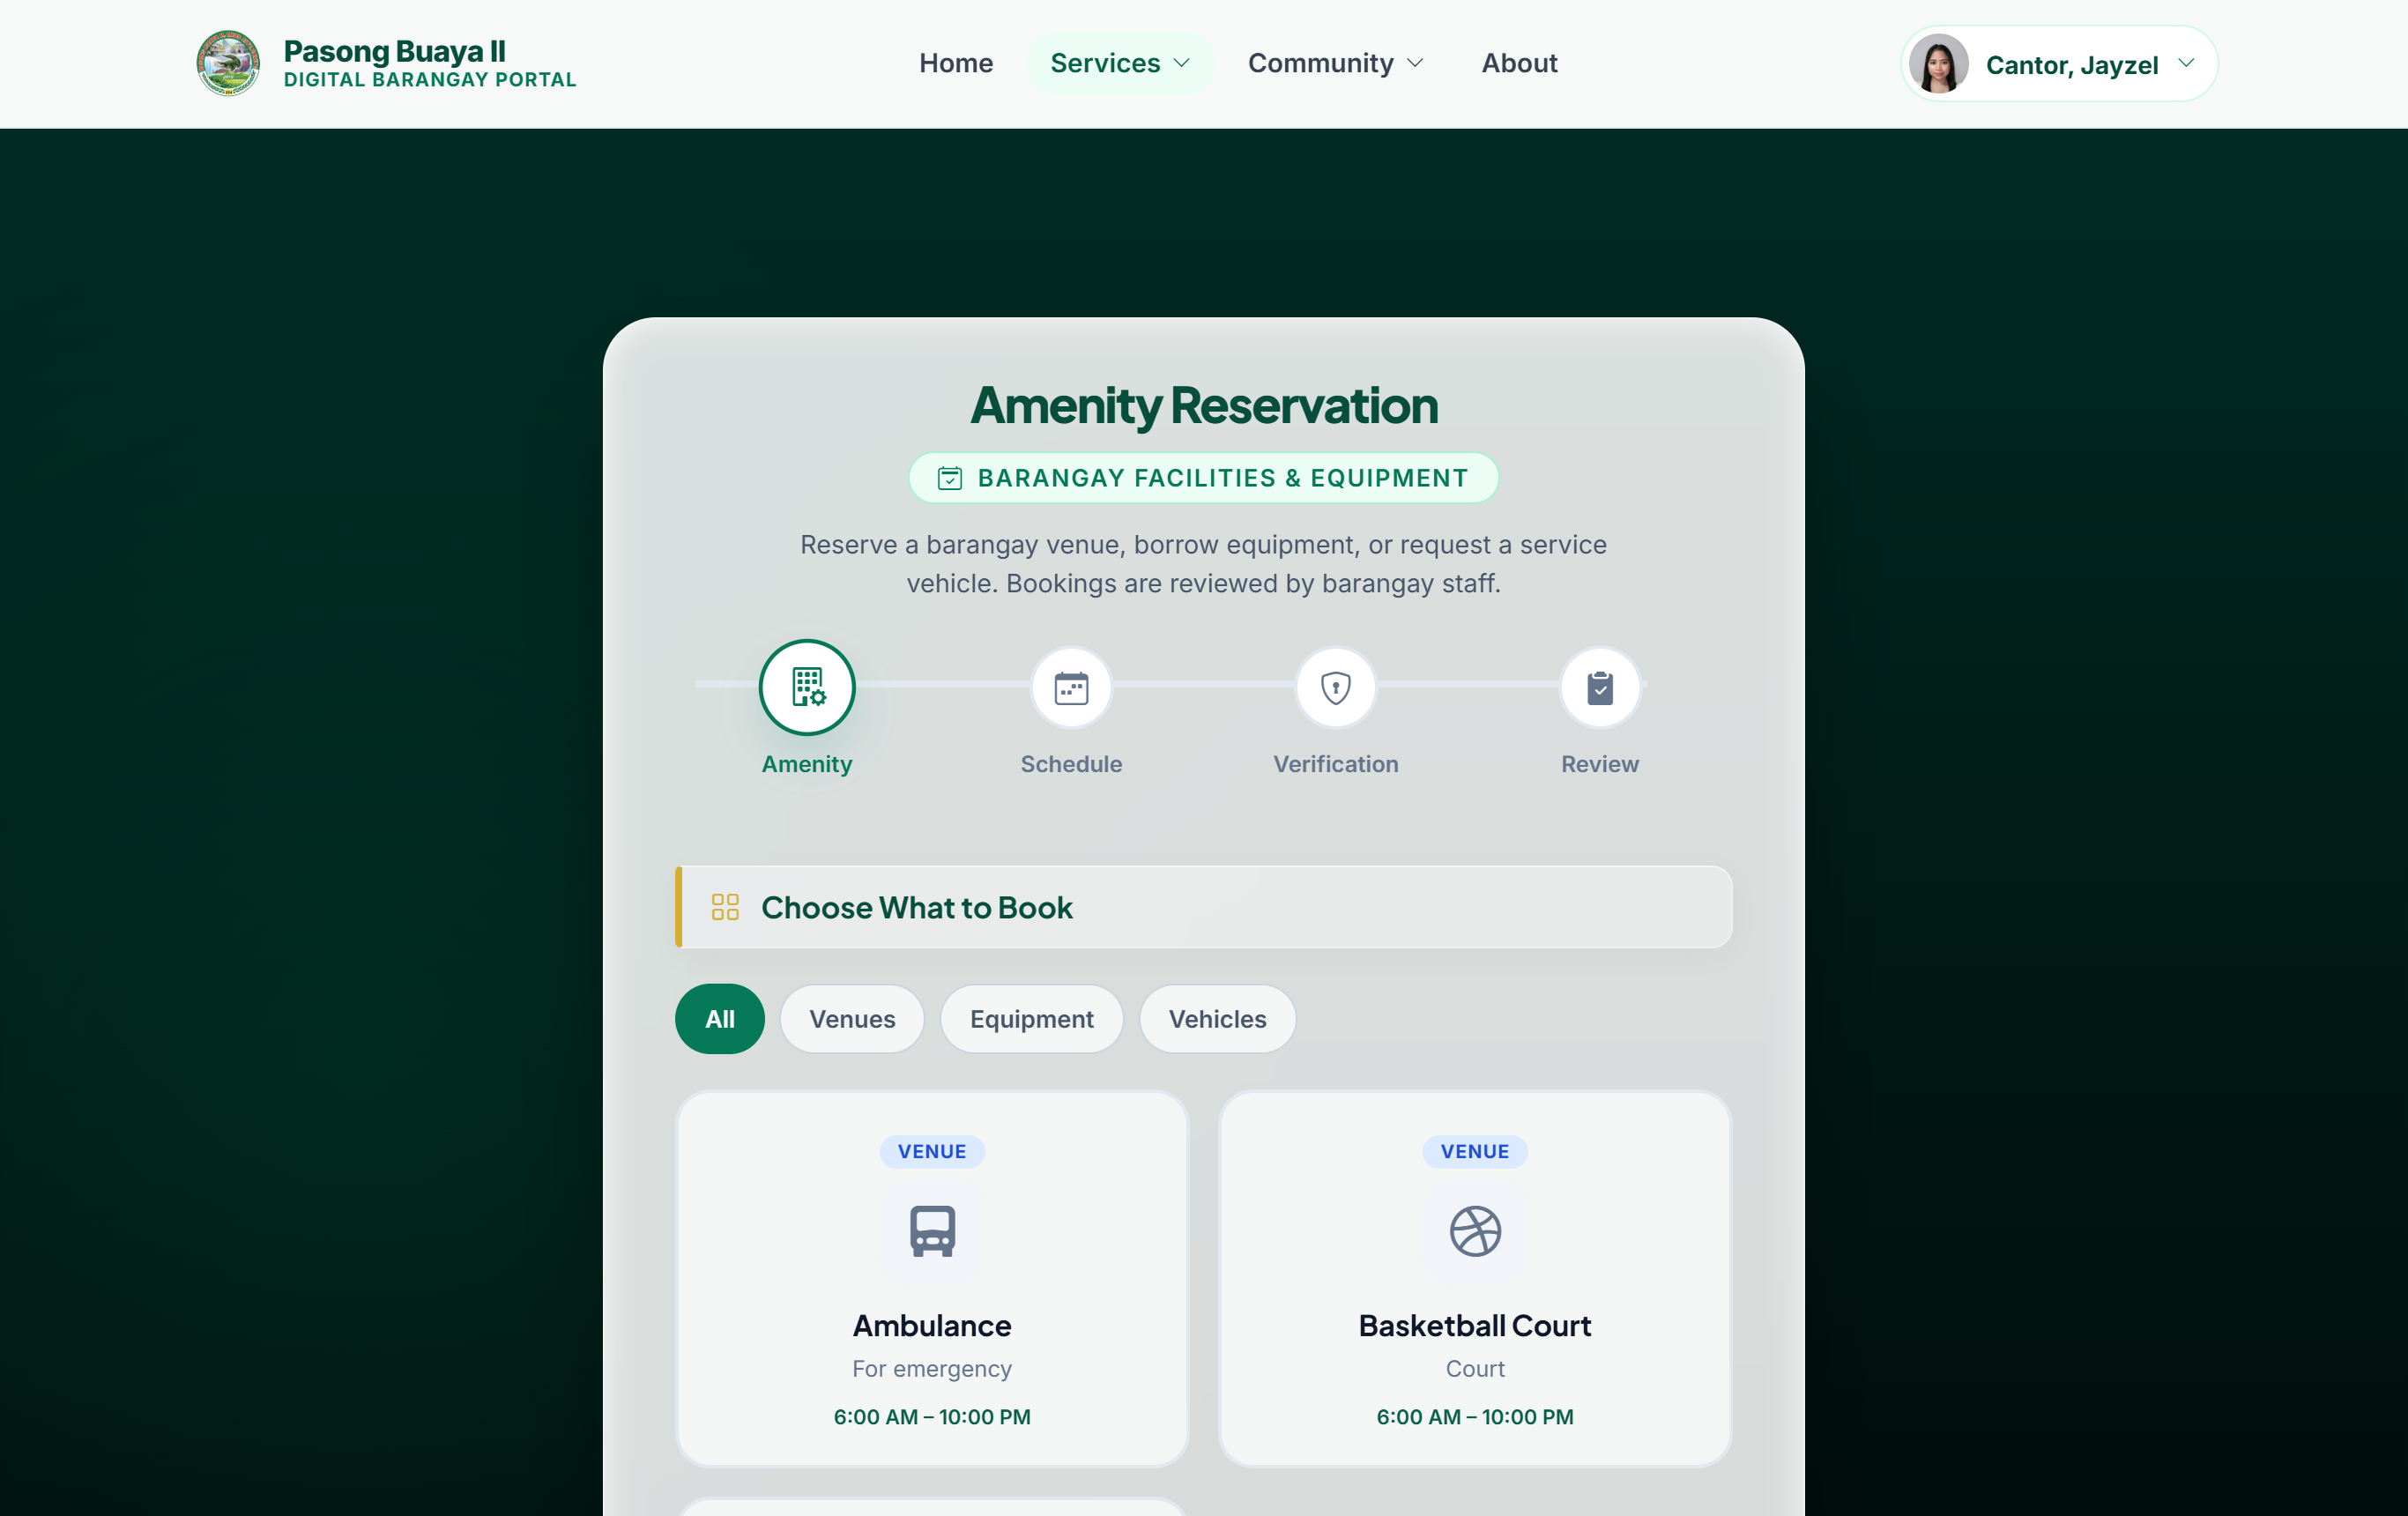 Pasong Buaya II
DIGITAL BARANGAY PORTAL
Home
Services
Community
About
Cantor, Jayzel
Amenity Reservation
BARANGAY FACILITIES & EQUIPMENT
Reserve a barangay venue, borrow equipment, or request a service
vehicle. Bookings are reviewed by barangay staff.
Amenity
Schedule
Verification
Review
Choose What to Book
All
Venues
Equipment
Vehicles
VENUE
Ambulance
For emergency
6:00 AM – 10:00 PM
VENUE
Basketball Court
Court
6:00 AM – 10:00 PM